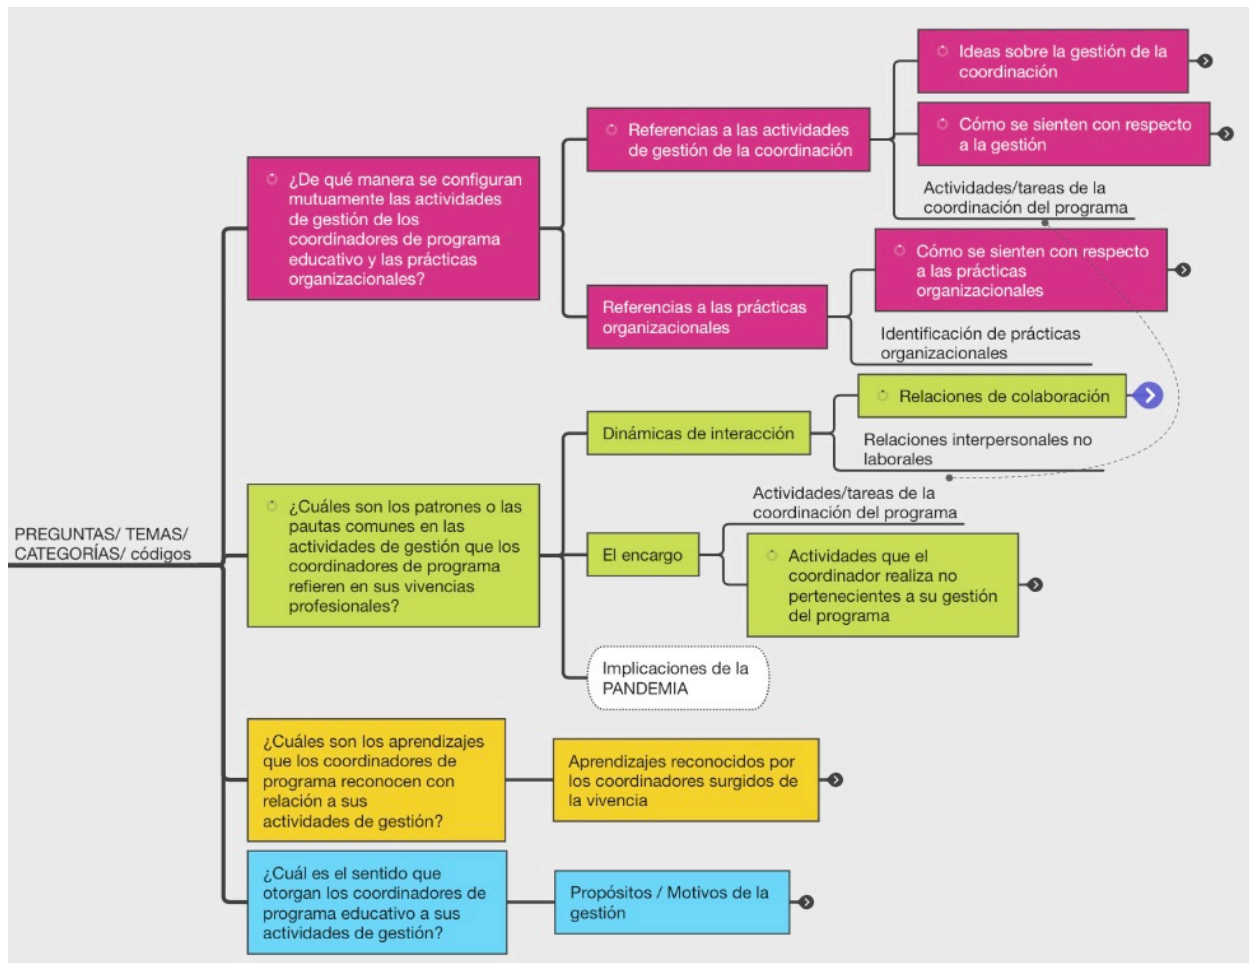 PREGUNTAS/ TEMAS/
CATEGORÍAS/ códigos
¿De qué manera se configuran
mutuamente las actividades
de gestión de los
coordinadores de programa
educativo y las prácticas
organizacionales?
Referencias a las actividades
de gestión de la coordinación
Ideas sobre la gestión de la
coordinación
Cómo se sienten con respecto
a la gestión
Actividades/tareas de la
coordinación del programa
Referencias a las prácticas
organizacionales
Cómo se sienten con respecto
a las prácticas
organizacionales
Identificación de prácticas
organizacionales
¿Cuáles son los patrones o las
pautas comunes en las
actividades de gestión que los
coordinadores de programa
refieren en sus vivencias
profesionales?
Dinámicas de interacción
Relaciones de colaboración
Relaciones interpersonales no
laborales
El encargo
Actividades/tareas de la
coordinación del programa
Actividades que el
coordinador realiza no
pertenecientes a su gestión
del programa
Implicaciones de la
PANDEMIA
¿Cuáles son los aprendizajes
que los coordinadores de
programa reconocen con
relación a sus
actividades de gestión?
Aprendizajes reconocidos por
los coordinadores surgidos de
la vivencia
¿Cuál es el sentido que
otorgan los coordinadores de
programa educativo a sus
actividades de gestión?
Propósitos / Motivos de la
gestión